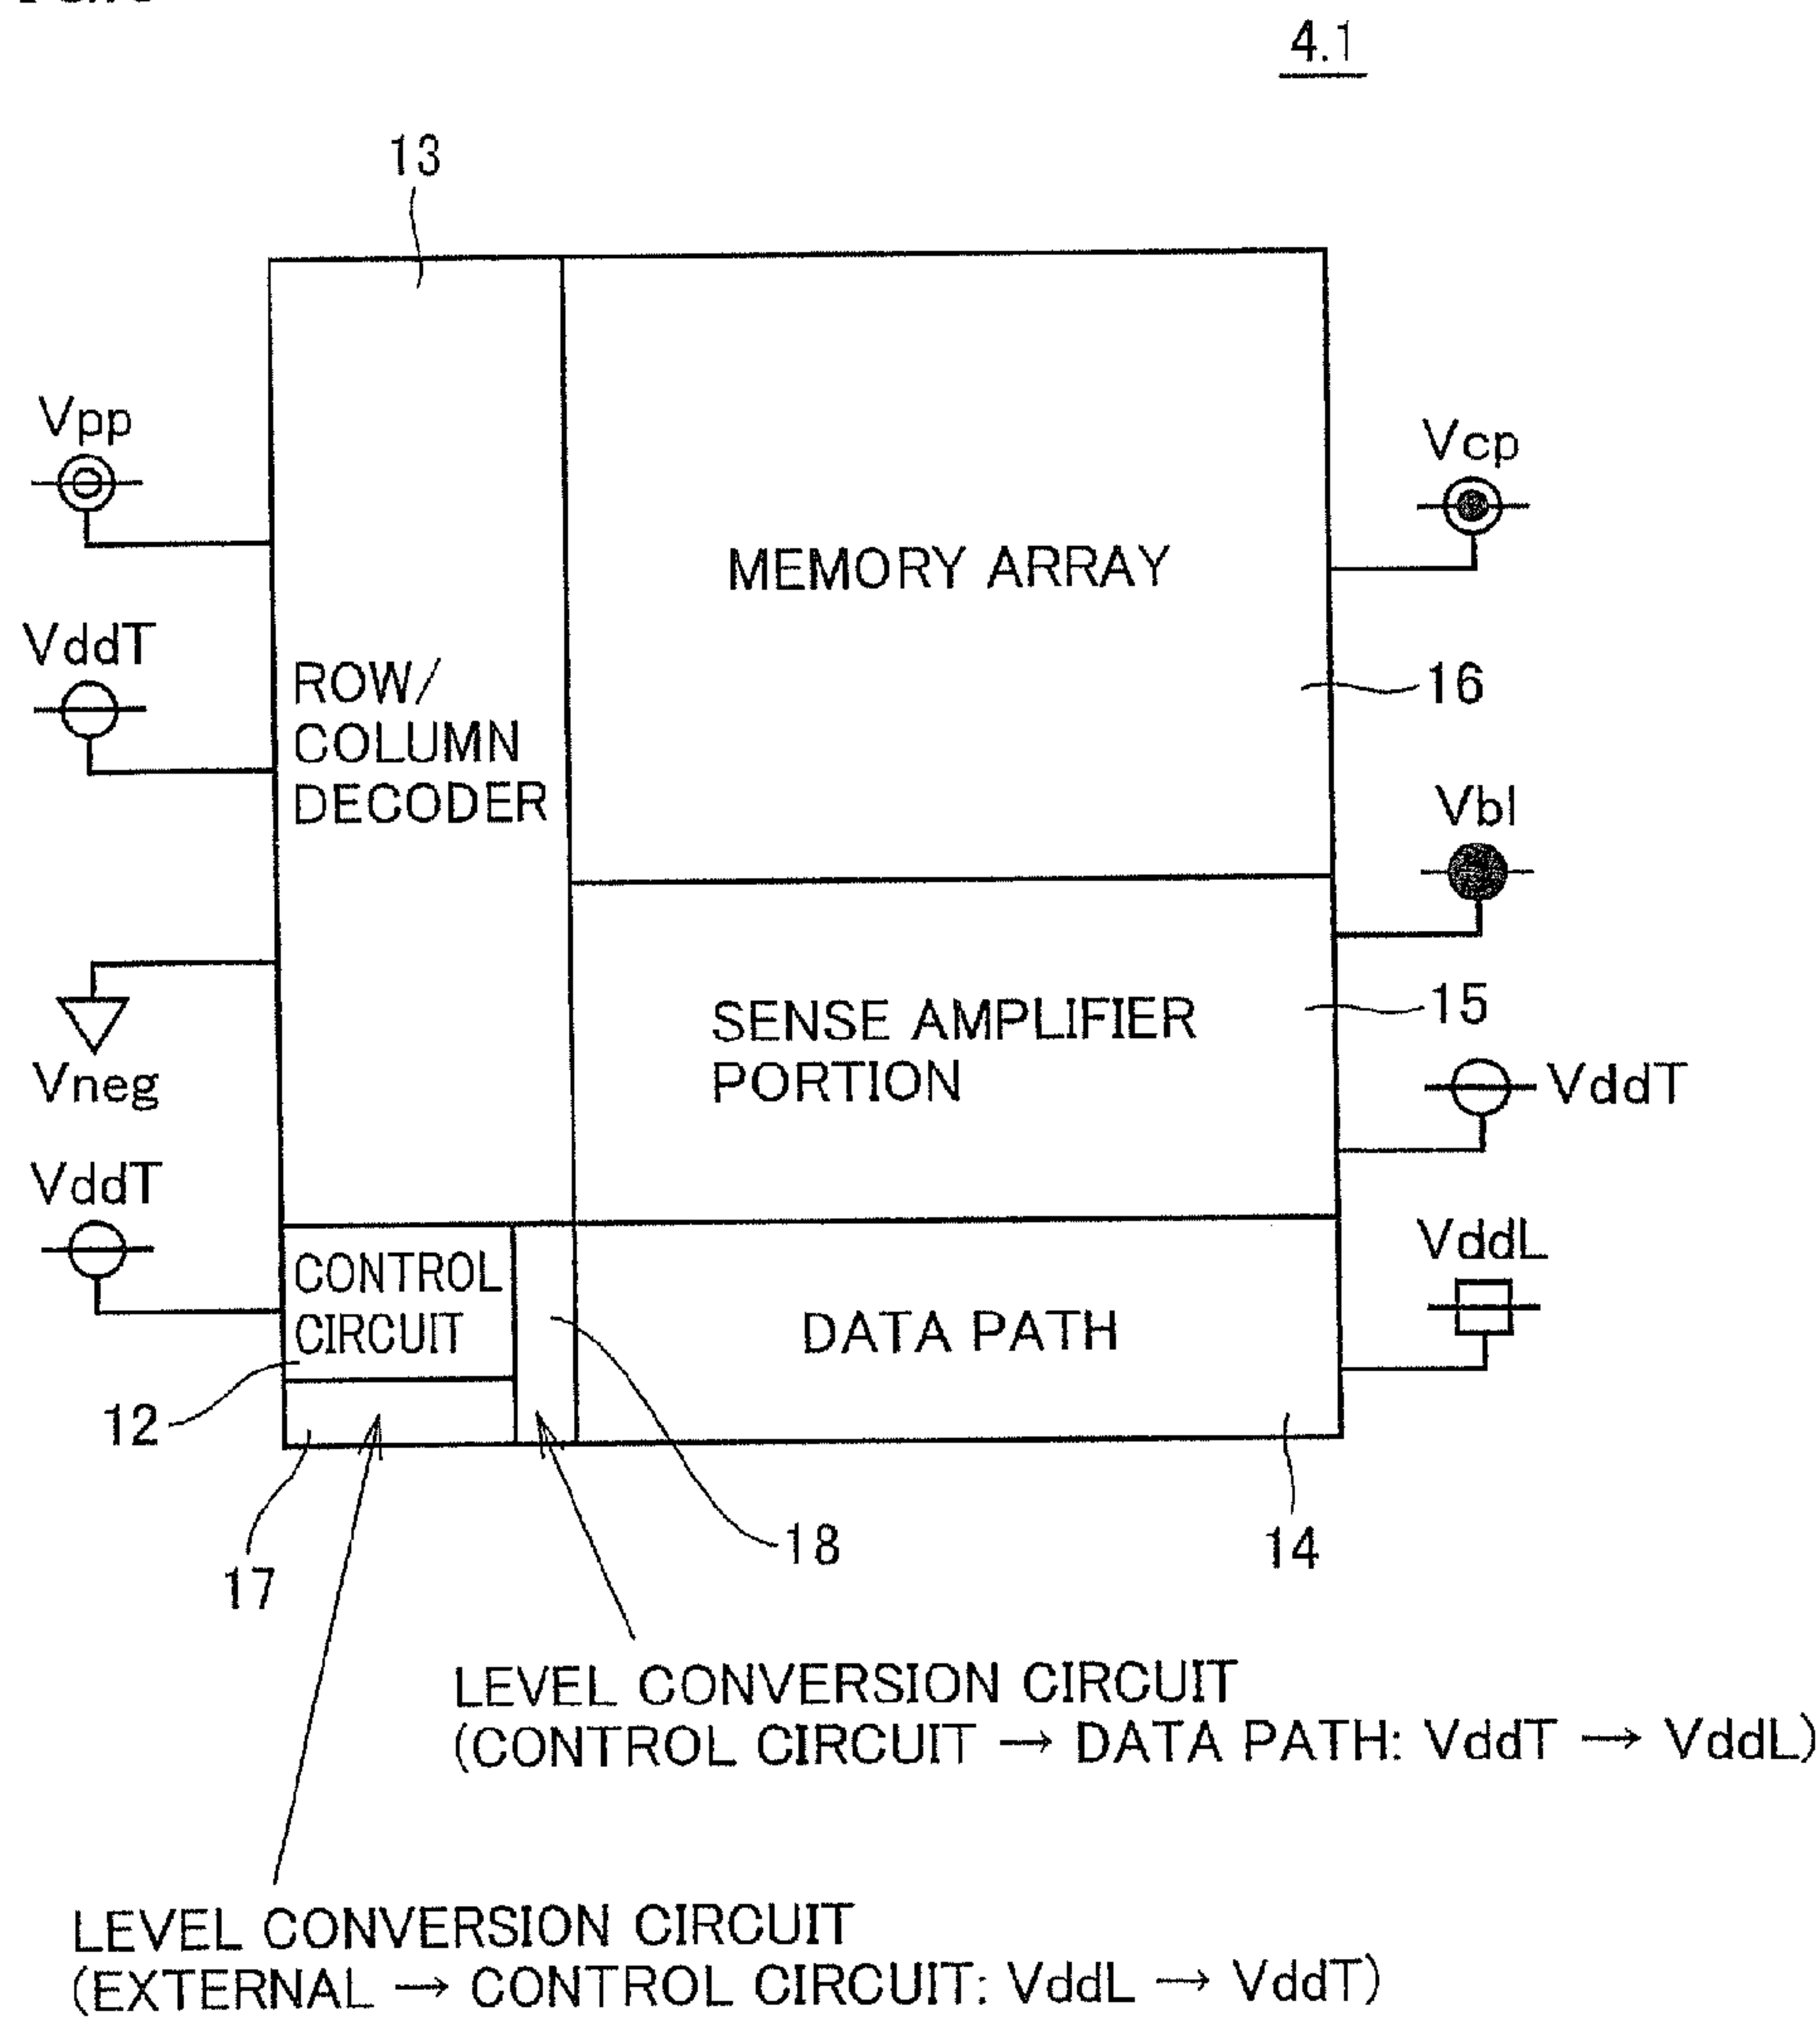 4.1
13
Vpp
Vcp
MEMORY ARRAY
VddT
ROW/
COLUMN
DECODER
16
Vbl
15
SENSE AMPLIFIER
PORTION
Vneg
VddT
VddT
VddL
CONTROL
CIRCUIT
DATA PATH
12
18
14
17
LEVEL CONVERSION CIRCUIT
(CONTROL CIRCUIT → DATA PATH: VddT → VddL)
LEVEL CONVERSION CIRCUIT
(EXTERNAL → CONTROL CIRCUIT: VddL → VddT)